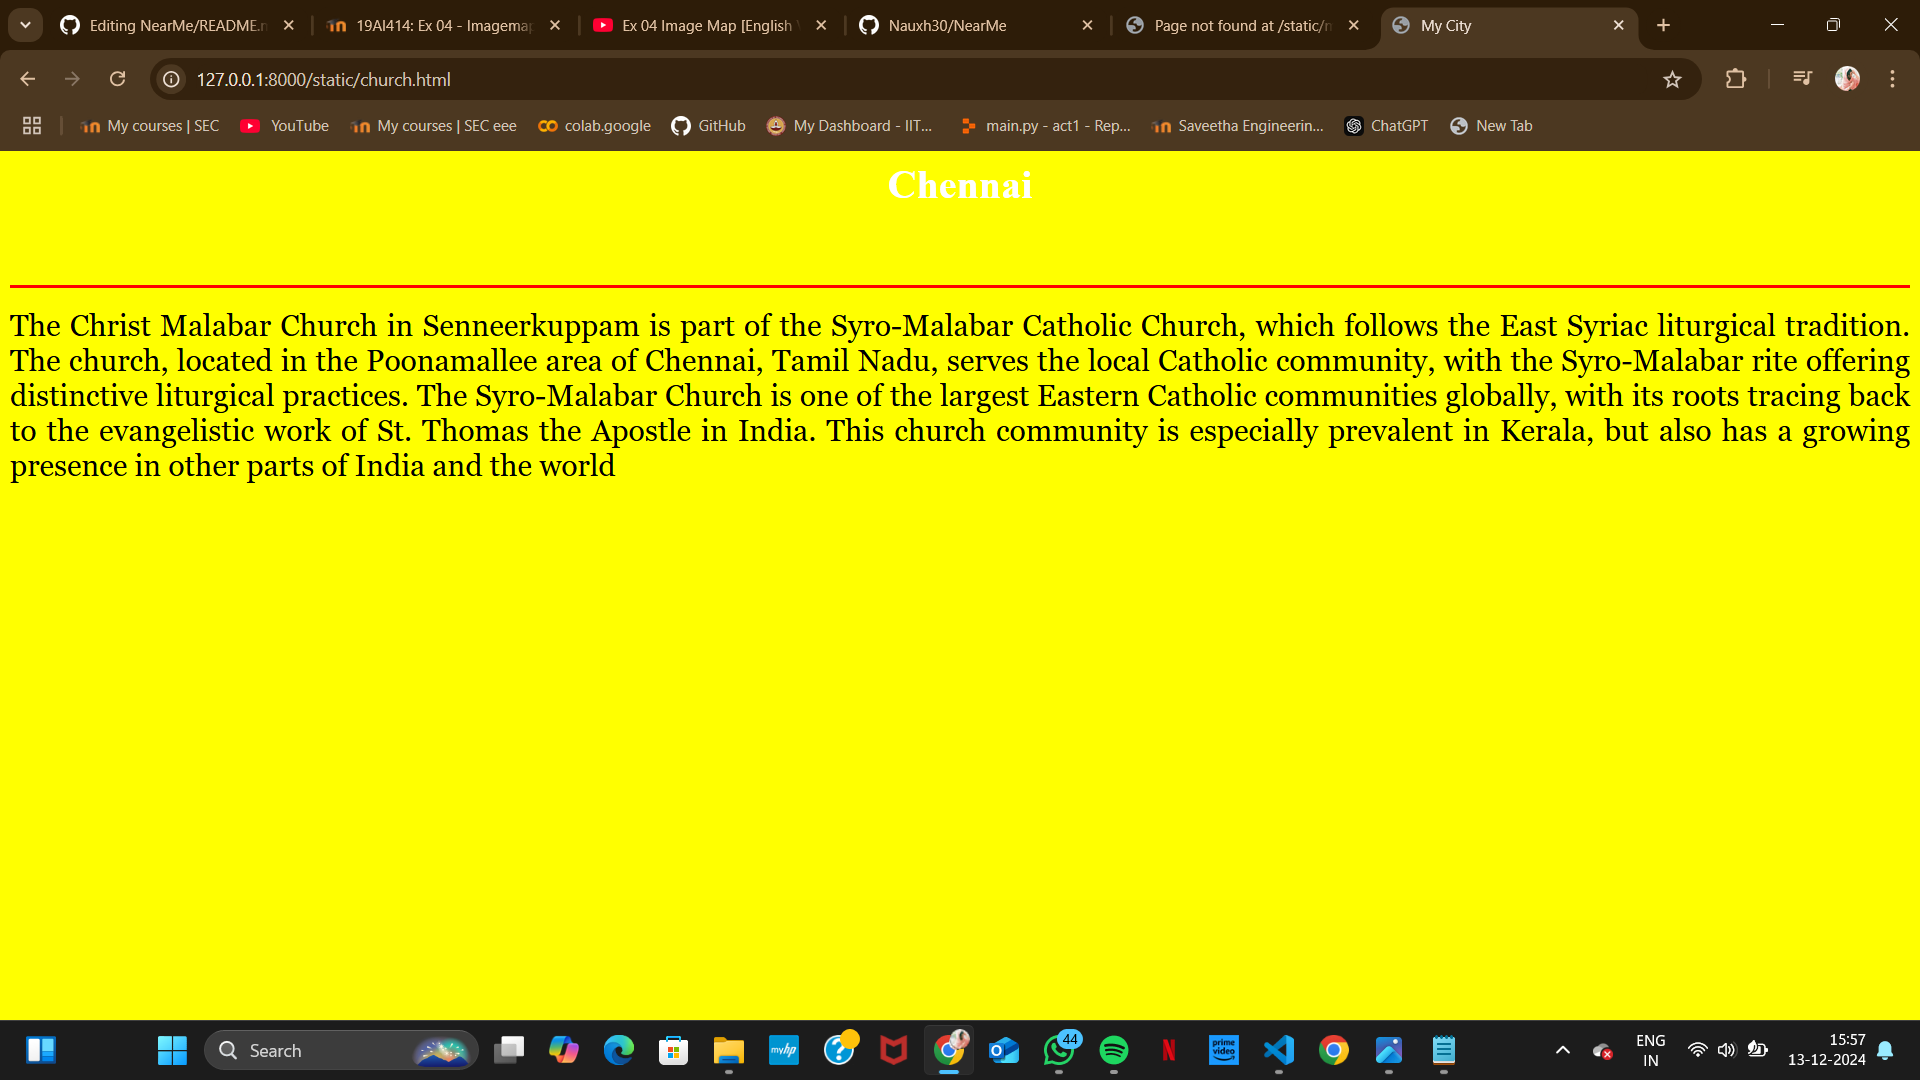 Editing NearMe/README.n
19AI414: Ex 04 - Imagemap
Ex 04 Image Map [English
Nauxh30/NearMe
Page not found at /static/n
My City
127.0.0.1:8000/static/church.html
My courses | SEC
YouTube
My courses | SEC eee
colab.google
GitHub
My Dashboard - IIT...
main.py - act1 - Rep...
Saveetha Engineerin...
ChatGPT
New Tab
Chennai
The Christ Malabar Church in Senneerkuppam is part of the Syro-Malabar Catholic Church, which follows the East Syriac liturgical tradition.
The church, located in the Poonamallee area of Chennai, Tamil Nadu, serves the local Catholic community, with the Syro-Malabar rite offering
distinctive liturgical practices. The Syro-Malabar Church is one of the largest Eastern Catholic communities globally, with its roots tracing back
to the evangelistic work of St. Thomas the Apostle in India. This church community is especially prevalent in Kerala, but also has a growing
presence in other parts of India and the world
Search
myhp
44
prime video
ENG
IN
15:57
13-12-2024